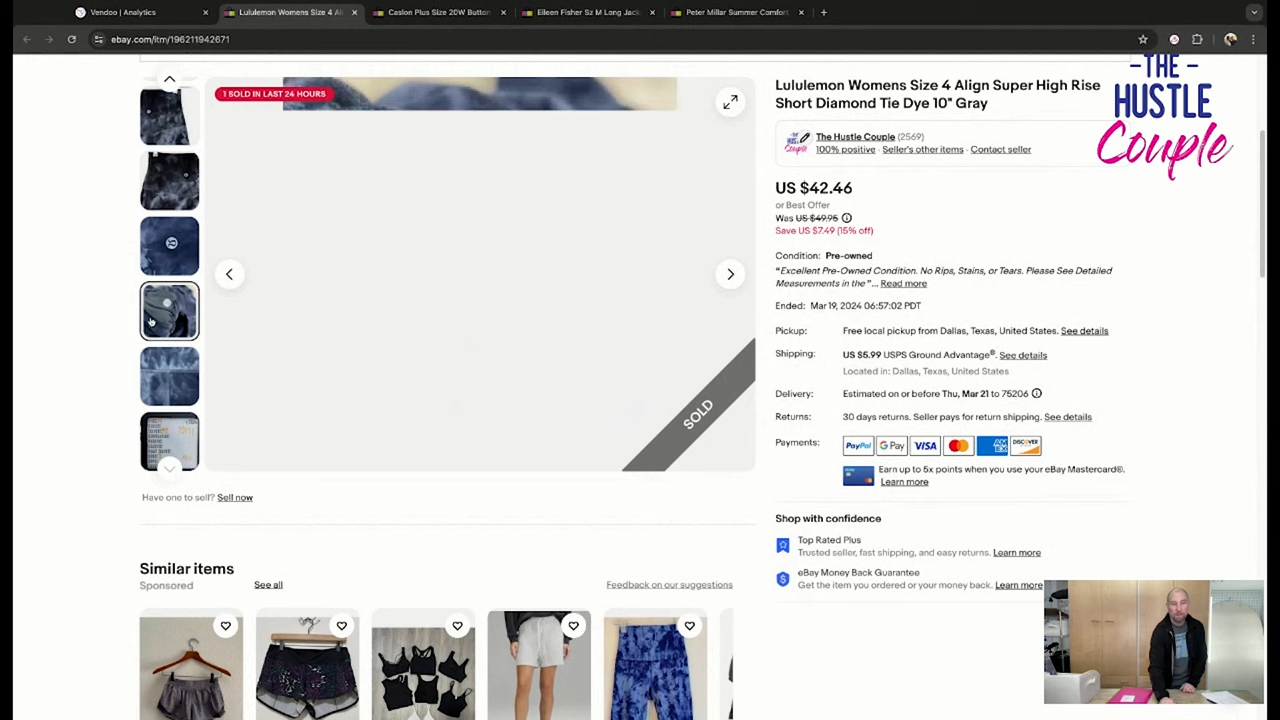 Vendoo | Analytics
Lululemon Womens Size 4 Al
Caslon Plus Size 20W Button
Eileen Fisher Sz M Long Jack
Peter Millar Summer Comfort
ebay.com/itm/196211942671
- THE -
HUSTLE
Couple
1 SOLD IN LAST 24 HOURS
SOLD
Lululemon Womens Size 4 Align Super High Rise
Short Diamond Tie Dye 10" Gray
The Hustle Couple (2569)
100% positive · Seller's other items · Contact seller
US $42.46
or Best Offer
Was US $49.95
Save US $7.49 (15% off)
Condition: Pre-owned
"Excellent Pre-Owned Condition. No Rips, Stains, or Tears. Please See Detailed
Measurements in the "... Read more
Ended: Mar 19, 2024 06:57:02 PDT
Pickup: Free local pickup from Dallas, Texas, United States. See details
Shipping: US $5.99 USPS Ground Advantage®. See details
Located in: Dallas, Texas, United States
Delivery: Estimated on or before Thu, Mar 21 to 75206
Returns: 30 days returns. Seller pays for return shipping. See details
Payments: PayPal G Pay VISA AM EX DISCOVER
Earn up to 5x points when you use your eBay Mastercard®.
Learn more
Shop with confidence
Top Rated Plus
Trusted seller, fast shipping, and easy returns. Learn more
eBay Money Back Guarantee
Get the item you ordered or your money back. Learn more
Have one to sell? Sell now
Similar items
Sponsored See all
Feedback on our suggestions